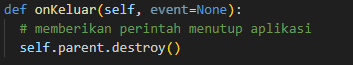 def onKeluar(self, event=None):
# memberikan perintah menutup aplikasi
self.parent.destroy()